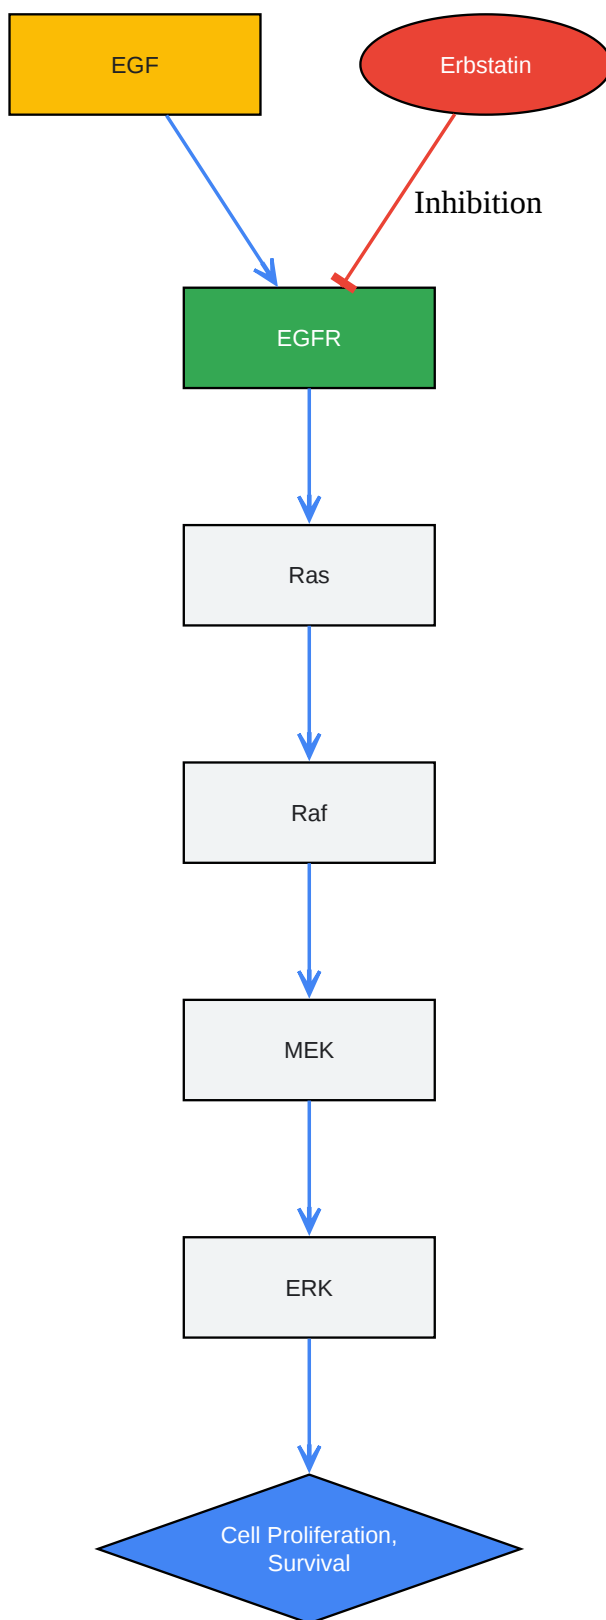 EGF
Erbstatin
Inhibition
EGFR
Ras
Raf
MEK
ERK
Cell Proliferation,
Survival